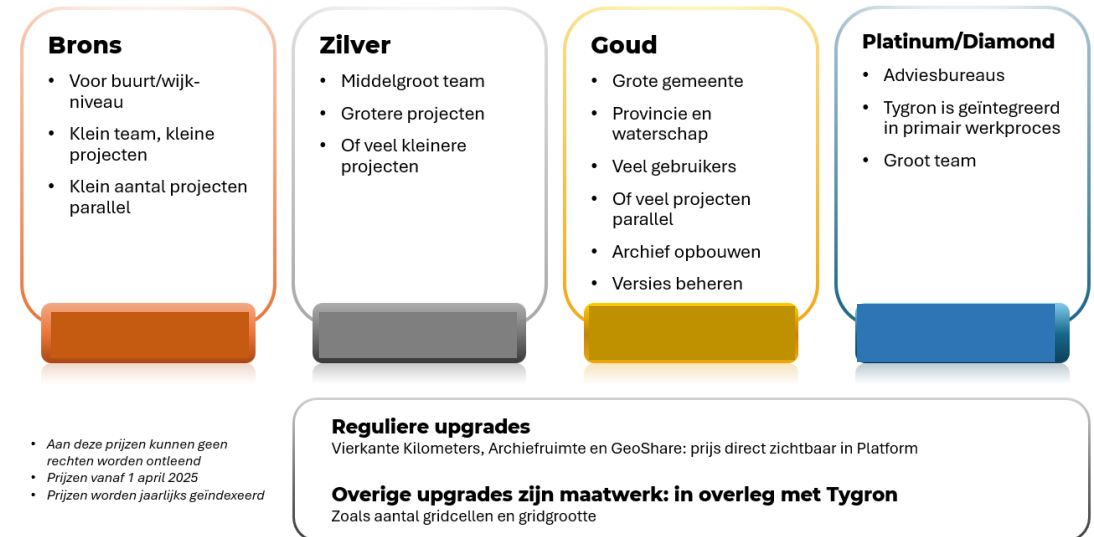 Brons
• Voor buurt/wijk-
niveau
• Klein team, kleine
projecten
• Klein aantal projecten
parallel
Zilver
• Middelgroot team
• Grotere projecten
• Of veel kleinere
projecten
Goud
• Grote gemeente
• Provincie en
waterschap
• Veel gebruikers
• Of veel projecten
parallel
• Archief opbouwen
• Versies beheren
Platinum/Diamond
• Adviesbureaus
• Tygron is geïntegreerd
in primair werkproces
• Groot team
• Aan deze prijzen kunnen geen
rechten worden ontleend
• Prijzen vanaf 1 april 2025
• Prijzen worden jaarlijks geïndexeerd
Reguliere upgrades
Vierkante Kilometers, Archiefruimte en GeoShare: prijs direct zichtbaar in Platform
Overige upgrades zijn maatwerk: in overleg met Tygron
Zoals aantal gridcellen en gridgrootte